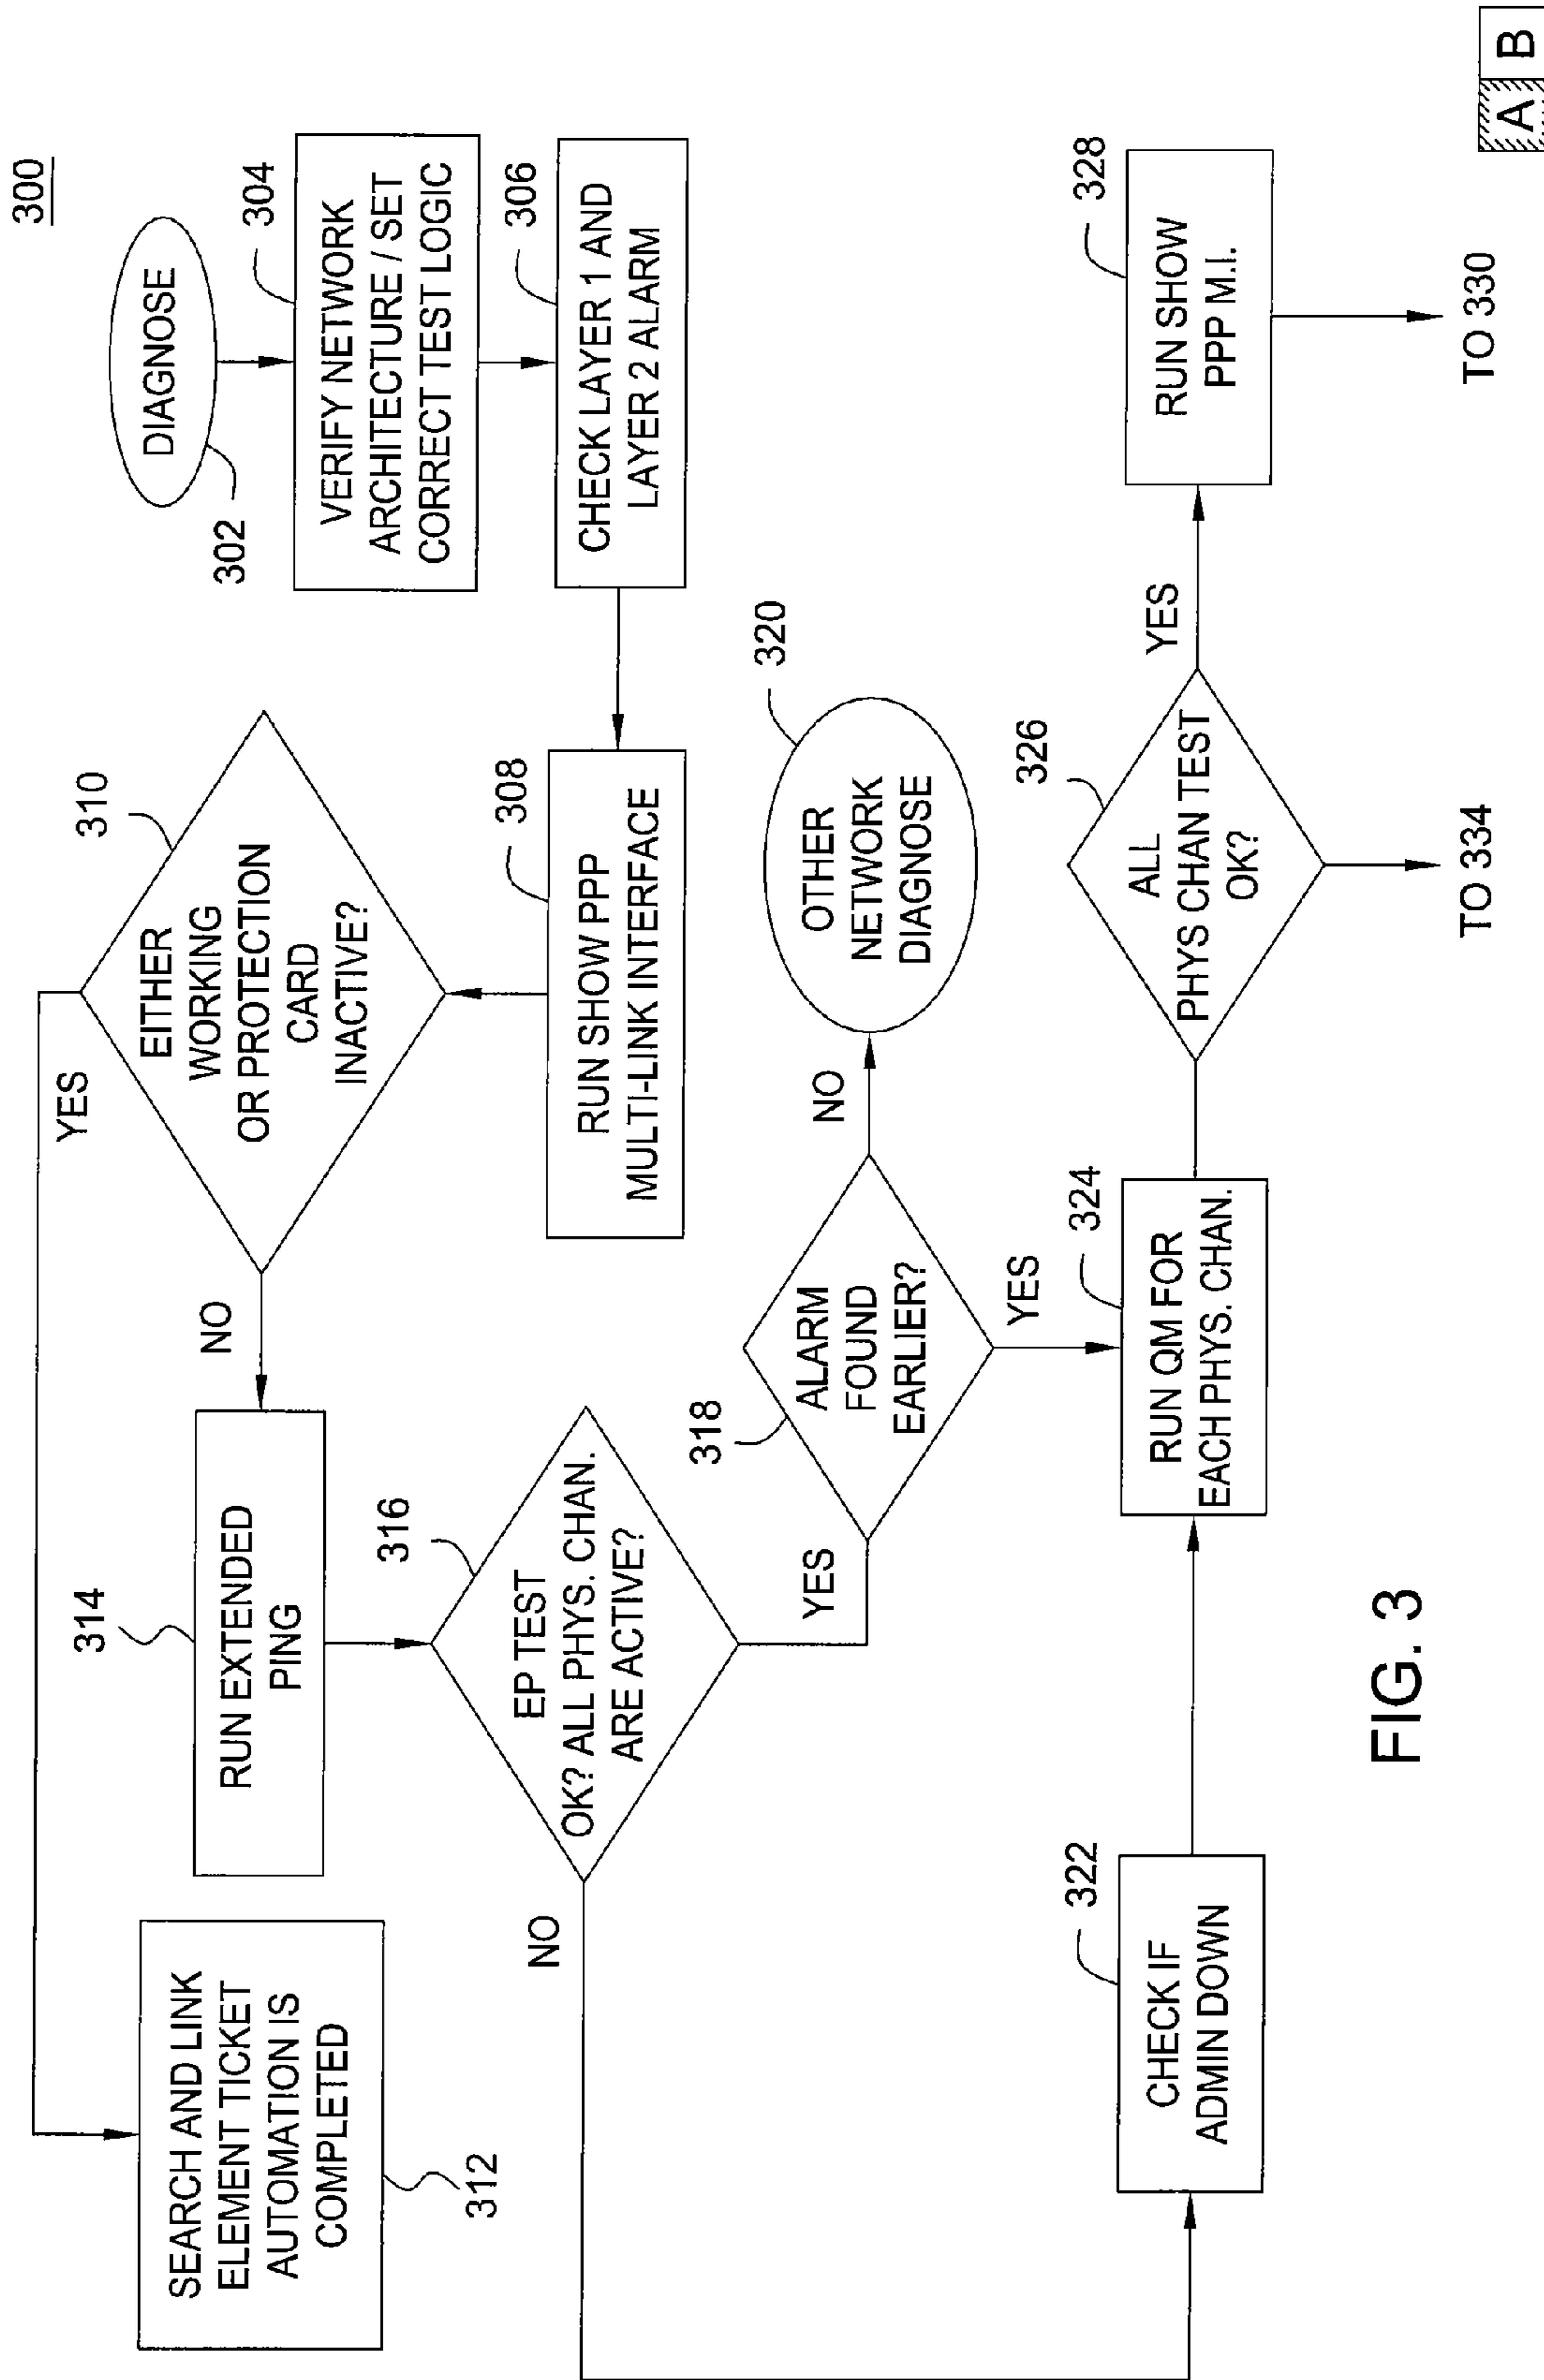 300
DIAGNOSE
302
304
VERIFY NETWORK
ARCHITECTURE / SET
CORRECT TEST LOGIC
306
CHECK LAYER 1 AND
LAYER 2 ALARM
308
RUN SHOW PPP
MULTI-LINK INTERFACE
310
EITHER
WORKING
OR PROTECTION
CARD
INACTIVE?
YES
NO
SEARCH AND LINK
ELEMENT TICKET
AUTOMATION IS
COMPLETED
312
314
RUN EXTENDED
PING
316
EP TEST
OK? ALL PHYS. CHAN.
ARE ACTIVE?
NO
YES
318
ALARM
FOUND
EARLIER?
NO
YES
320
OTHER
NETWORK
DIAGNOSE
322
CHECK IF
ADMIN DOWN
324
RUN QM FOR
EACH PHYS. CHAN.
326
ALL
PHYS CHAN TEST
OK?
YES
TO 334
328
RUN SHOW
PPP M.I.
TO 330
FIG. 3
A B